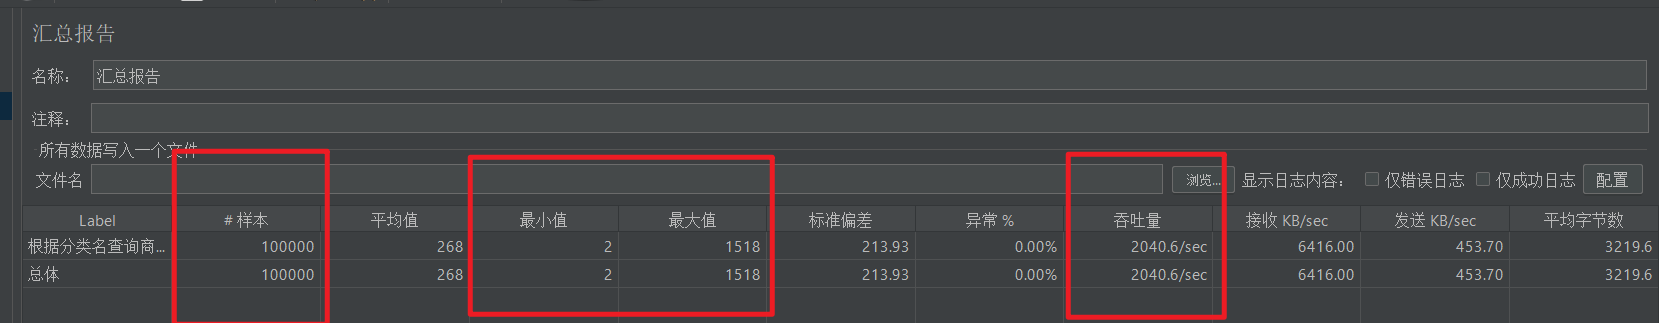 汇总报告
名称： 汇总报告
注释：
所有数据写入一个文件
文件名 浏览... 显示日志内容： 仅错误日志 仅成功日志 配置
Label # 样本 平均值 最小值 最大值 标准偏差 异常 % 吞吐量 接收 KB/sec 发送 KB/sec 平均字节数
根据分类名查询商... 100000 268 2 1518 213.93 0.00% 2040.6/sec 6416.00 453.70 3219.6
总体 100000 268 2 1518 213.93 0.00% 2040.6/sec 6416.00 453.70 3219.6